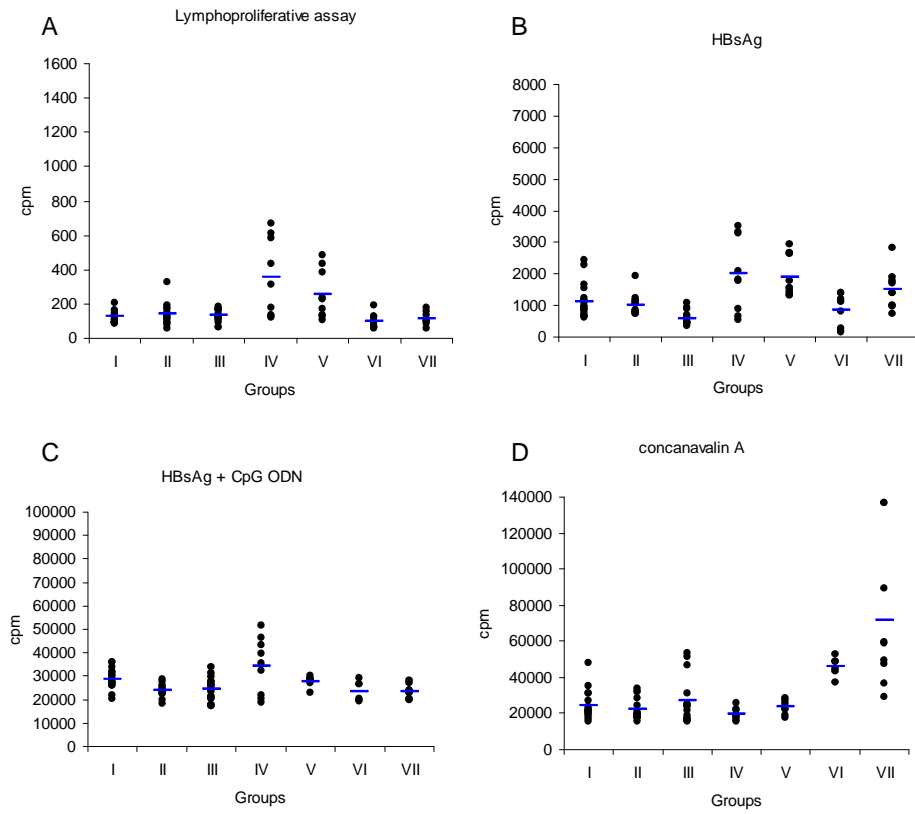 A
Lymphoproliferative assay
1600
1400
1200
1000
800
600
400
200
0
cpm
I II III IV V VI VII
Groups
B
HBsAg
8000
7000
6000
5000
4000
3000
2000
1000
0
cpm
I II III IV V VI VII
Groups
C
HBsAg + CpG ODN
100000
90000
80000
70000
60000
50000
40000
30000
20000
10000
0
cpm
I II III IV V VI VII
Groups
D
concanavalin A
140000
120000
100000
80000
60000
40000
20000
0
cpm
I II III IV V VI VII
Groups